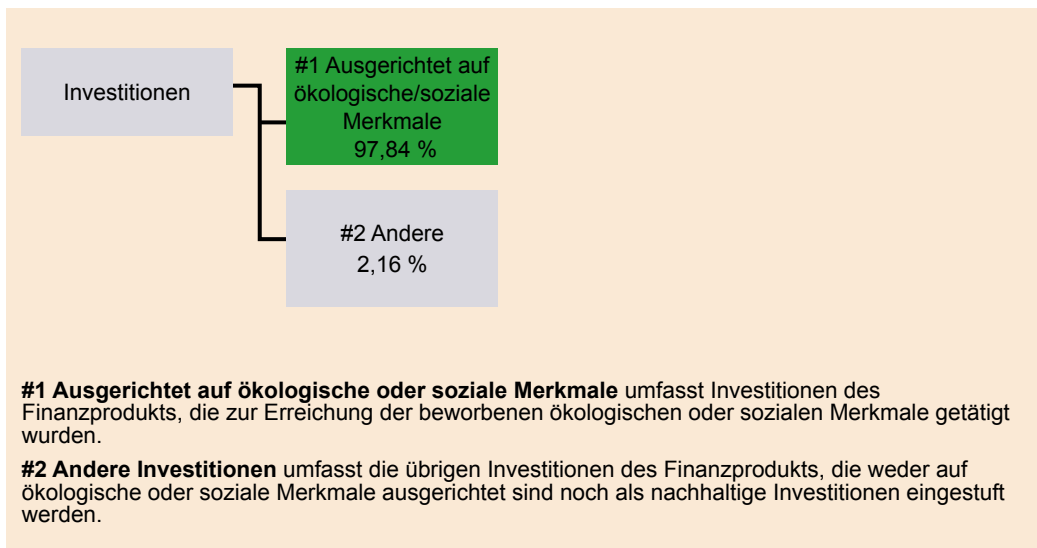 Investitionen
#1 Ausgerichtet auf
ökologische/soziale
Merkmale
97,84 %
#2 Andere
2,16 %
#1 Ausgerichtet auf ökologische oder soziale Merkmale umfasst Investitionen des
Finanzprodukts, die zur Erreichung der beworbenen ökologischen oder sozialen Merkmale getätigt
wurden.
#2 Andere Investitionen umfasst die übrigen Investitionen des Finanzprodukts, die weder auf
ökologische oder soziale Merkmale ausgerichtet sind noch als nachhaltige Investitionen eingestuft
werden.